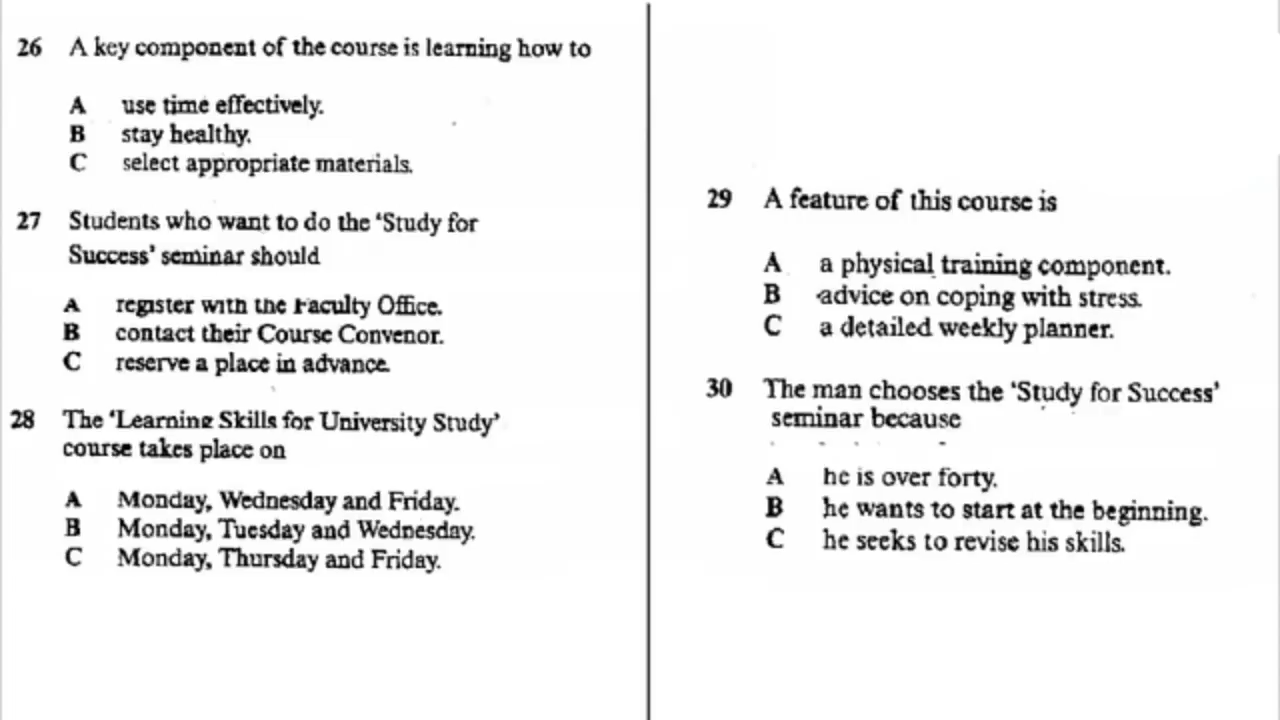 26 A key component of the course is learning how to
A use time effectively.
B stay healthy.
C select appropriate materials.
27 Students who want to do the ‘Study for
Success’ seminar should
A register with the Faculty Office.
B contact their Course Convenor.
C reserve a place in advance.
28 The ‘Learning Skills for University Study’
course takes place on
A Monday, Wednesday and Friday.
B Monday, Tuesday and Wednesday.
C Monday, Thursday and Friday.
29 A feature of this course is
A a physical training component.
B advice on coping with stress.
C a detailed weekly planner.
30 The man chooses the ‘Study for Success’
seminar because
A he is over forty.
B he wants to start at the beginning.
C he seeks to revise his skills.